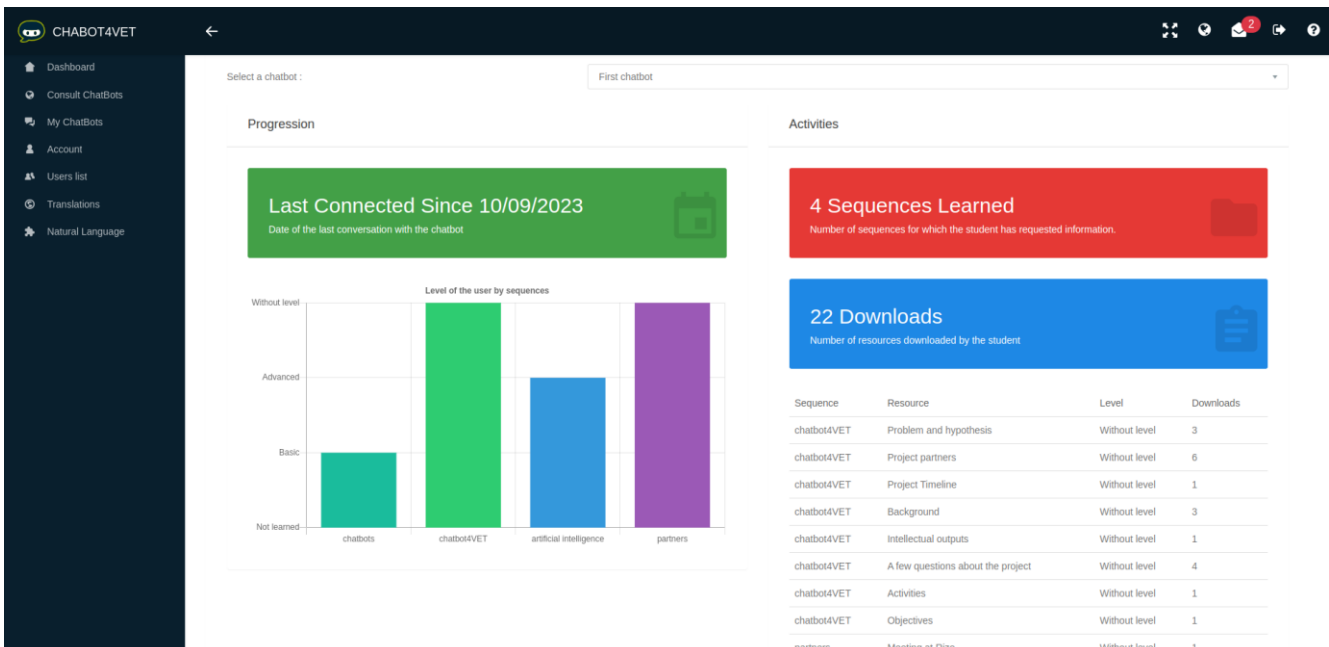 CHABOT4VET
2
Dashboard
Consult ChatBots
My ChatBots
Account
Users list
Translations
Natural Language
Select a chatbot :
First chatbot
Progression
Last Connected Since 10/09/2023
Date of the last conversation with the chatbot
Level of the user by sequences
Without level
Advanced
Basic
Not learned
chatbots chatbot4VET artificial intelligence partners
Activities
4 Sequences Learned
Number of sequences for which the student has requested information.
22 Downloads
Number of resources downloaded by the student
Sequence Resource Level Downloads
chatbot4VET Problem and hypothesis Without level 3
chatbot4VET Project partners Without level 6
chatbot4VET Project Timeline Without level 1
chatbot4VET Background Without level 3
chatbot4VET Intellectual outputs Without level 1
chatbot4VET A few questions about the project Without level 4
chatbot4VET Activities Without level 1
chatbot4VET Objectives Without level 1
partners Meeting at Without level 1